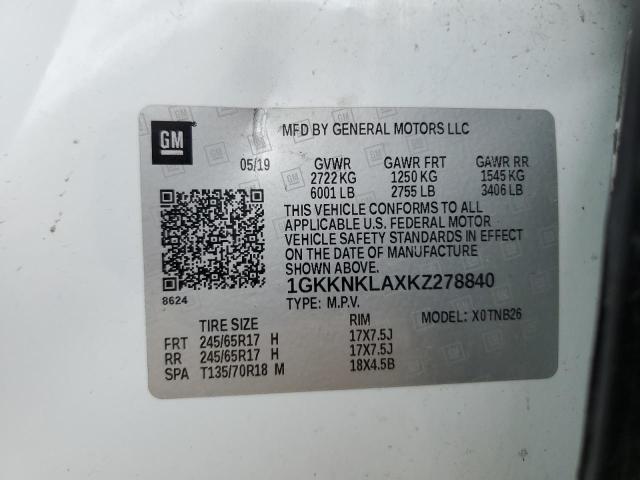 GM
MFD BY GENERAL MOTORS LLC
05/19 GVWR GAWR FRT GAWR RR
2722 KG 1250 KG 1545 KG
6001 LB 2755 LB 3406 LB
THIS VEHICLE CONFORMS TO ALL
APPLICABLE U.S. FEDERAL MOTOR
VEHICLE SAFETY STANDARDS IN EFFECT
ON THE DATE OF MANUFACTURE
SHOWN ABOVE.
8624
1GKKNKLAXKZ278840
TYPE: M.P.V. MODEL: X0TNB26
TIRE SIZE RIM
FRT 245/65R17 H 17X7.5J
RR 245/65R17 H 17X7.5J
SPA T135/70R18 M 18X4.5B